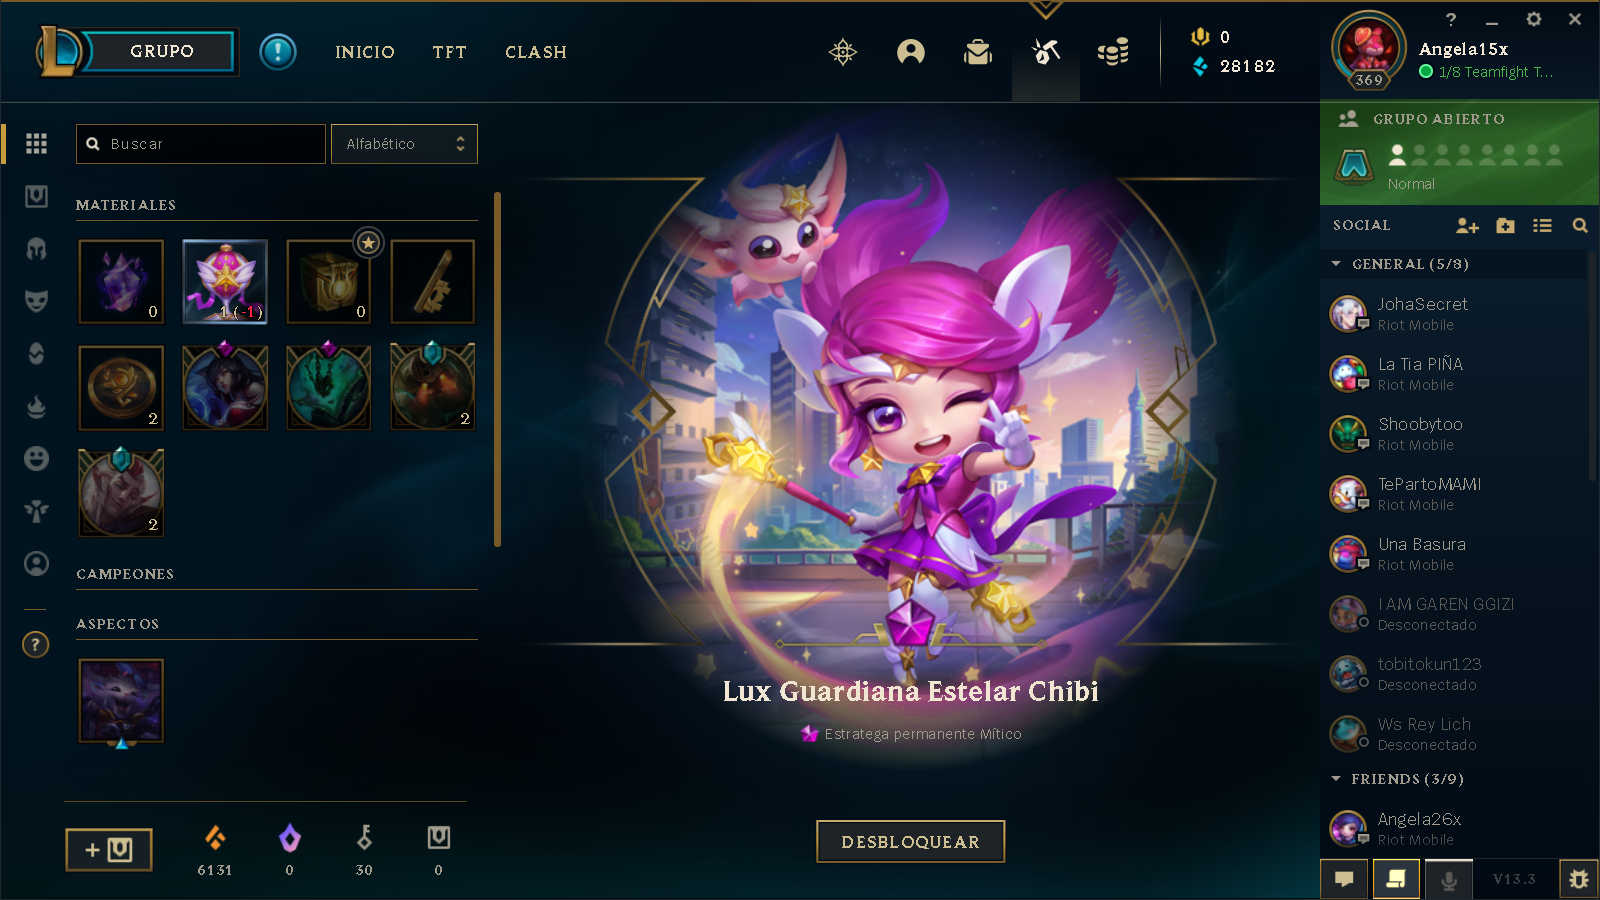 GRUPO
INICIO
TFT
CLASH
0
28182
?
Angela15x
369
1/8 Teamfight T...
GRUPO ABIERTO
Normal
Buscar
Alfabético
MATERIALES
0
1 (-1)
0
2
2
2
CAMPEONES
ASPECTOS
?
6131
0
30
0
Lux Guardiana Estelar Chibi
Estratega permanente Mítico
DESBLOQUEAR
SOCIAL
GENERAL (5/8)
JohaSecret
Riot Mobile
La Tia PIÑA
Riot Mobile
Shoobytoo
Riot Mobile
TePartoMAMI
Riot Mobile
Una Basura
Riot Mobile
I AM GAREN GGIZI
Desconectado
tobitokun123
Desconectado
Ws Rey Lich
Desconectado
FRIENDS (3/9)
Angela26x
Riot Mobile
V13.3